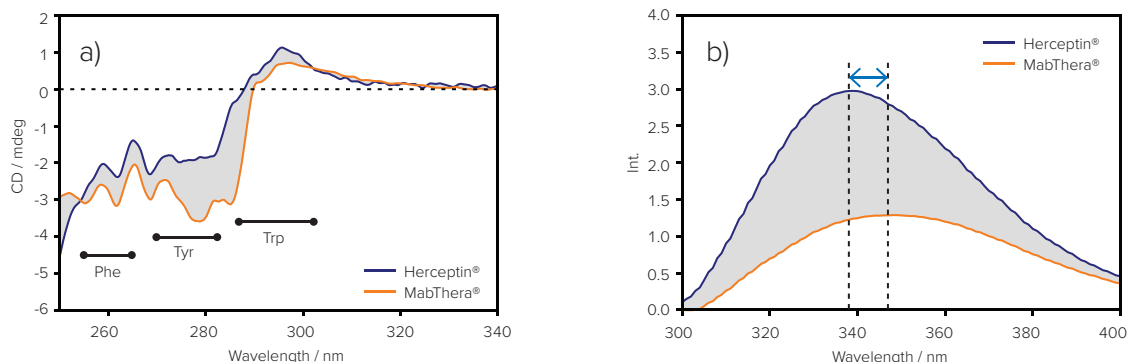 a)
1
0
-1
-2
-3
-4
-5
-6
CD / mdeg
Phe
Tyr
Trp
Herceptin®
MabThera®
260
280
300
320
340
Wavelength / nm
b)
4.0
3.5
3.0
2.5
2.0
1.5
1.0
0.5
0.0
Int.
Herceptin®
MabThera®
300
320
340
360
380
400
Wavelength / nm